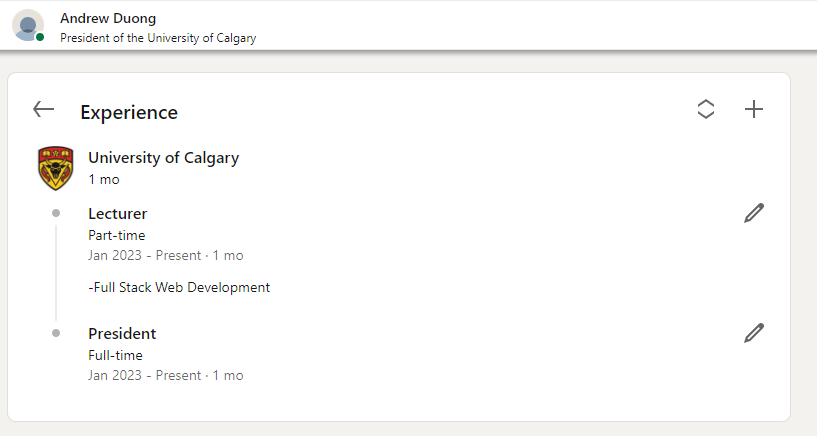 Andrew Duong
President of the University of Calgary
Experience
University of Calgary
1 mo
Lecturer
Part-time
Jan 2023 - Present · 1 mo
-Full Stack Web Development
President
Full-time
Jan 2023 - Present · 1 mo